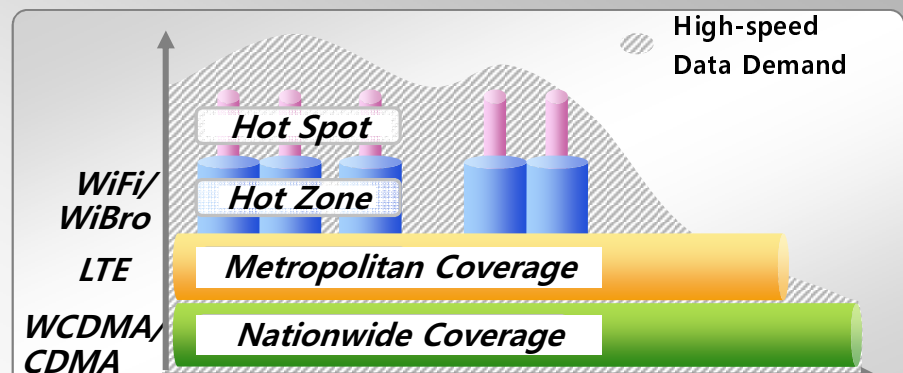 High-speed
Data Demand
Hot Spot
WiFi/
WiBro
Hot Zone
LTE
Metropolitan Coverage
WCDMA/
CDMA
Nationwide Coverage